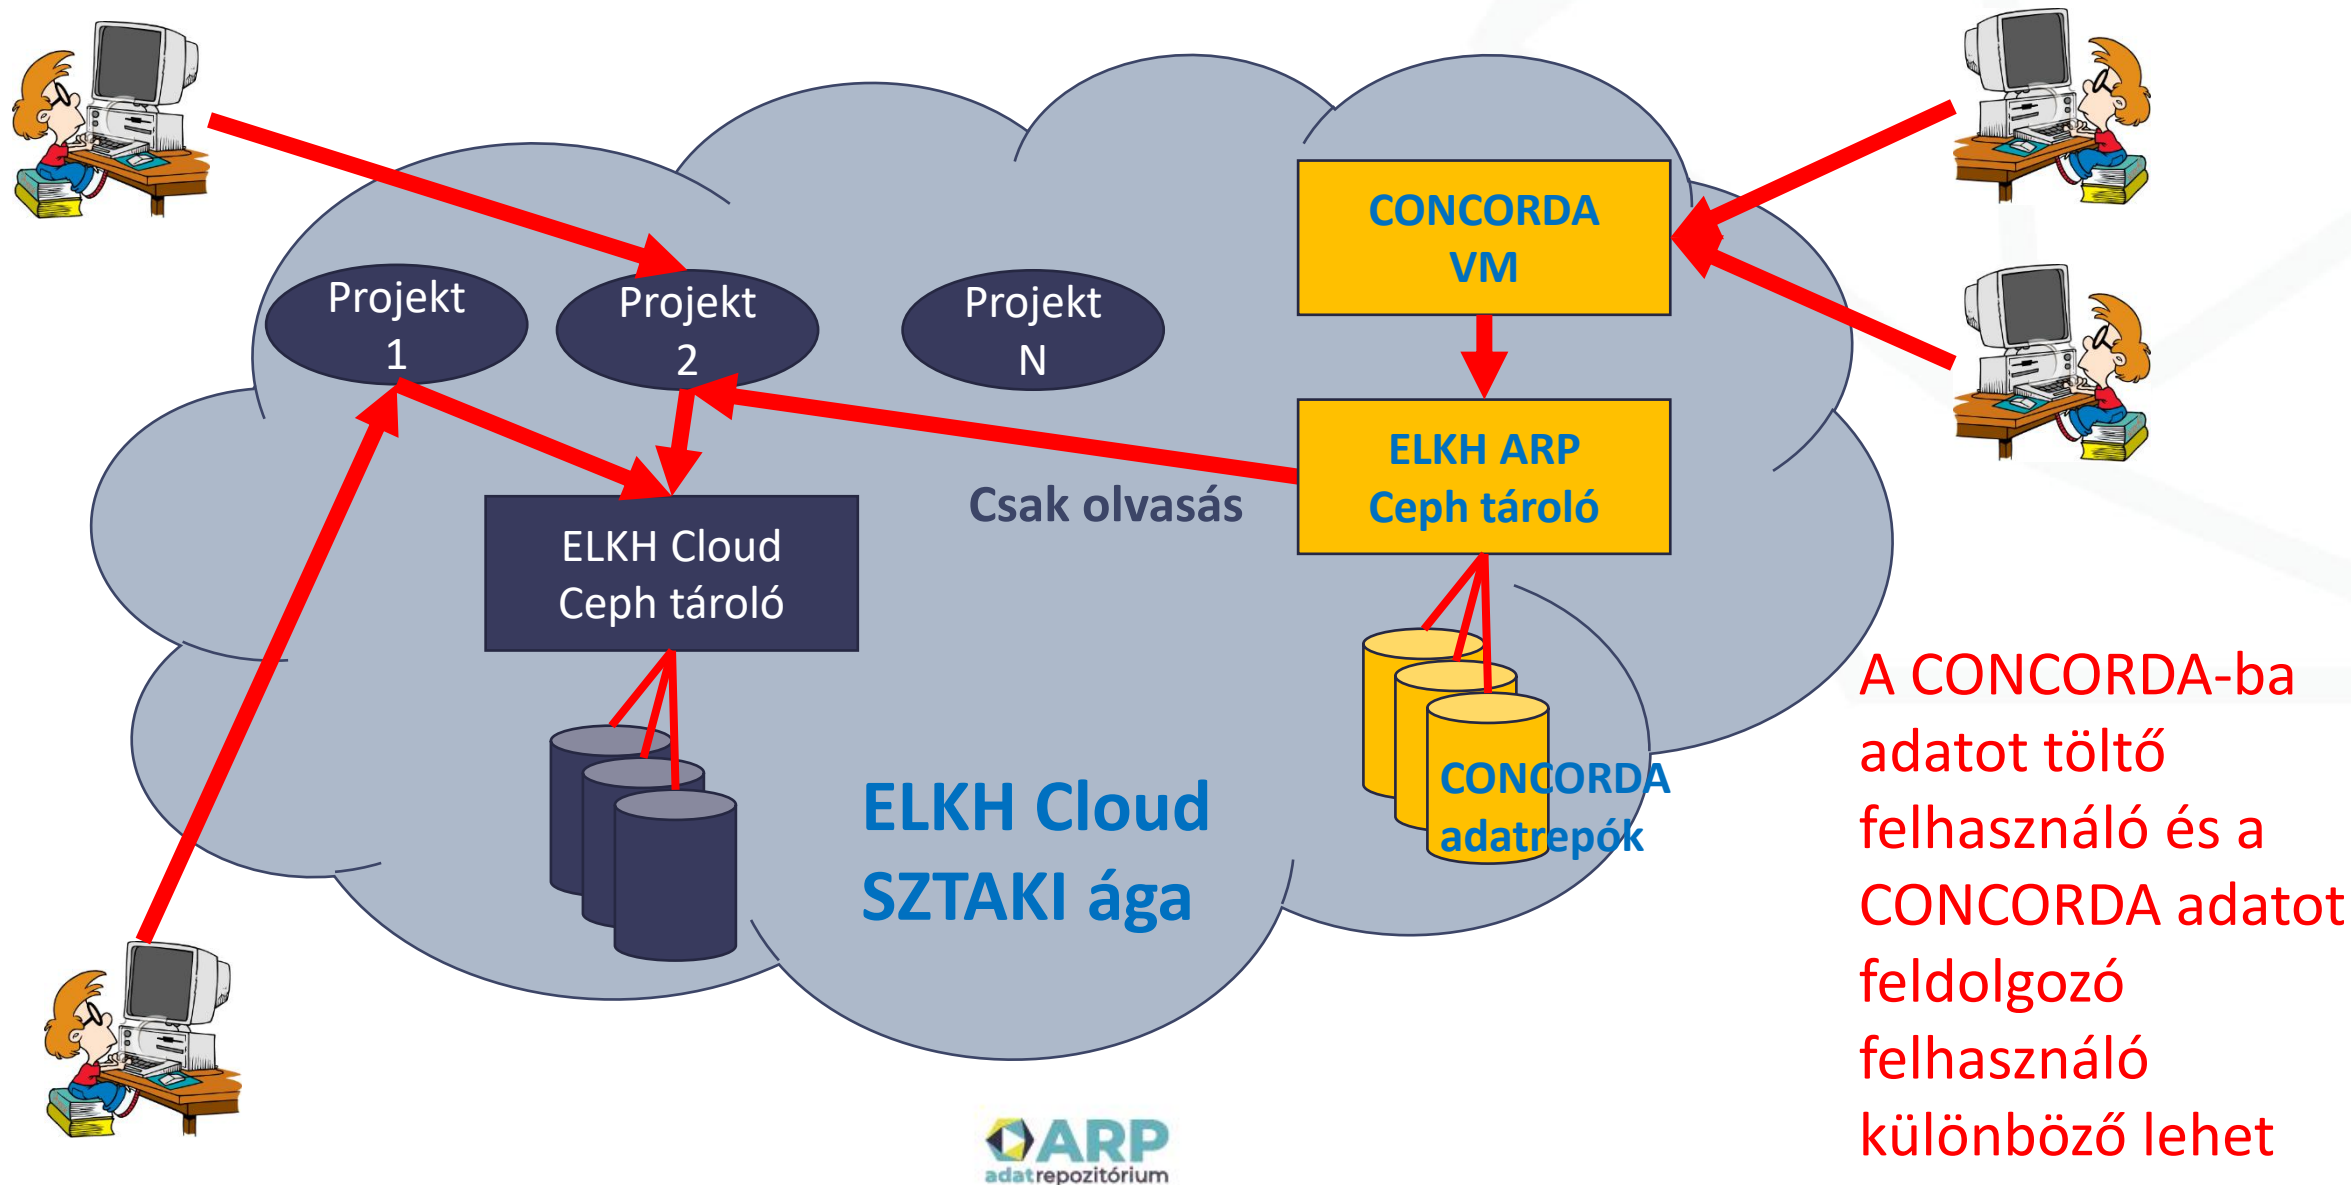 Projekt
1
Projekt
2
Projekt
N
CONCORDA
VM
ELKH ARP
Ceph tároló
Csak olvasás
ELKH Cloud
Ceph tároló
CONCORDA
adatrepók
ELKH Cloud
SZTAKI ága
A CONCORDA-ba
adatot töltő
felhasználó és a
CONCORDA adatot
feldolgozó
felhasználó
különböző lehet
ARP
adatrepozitórium